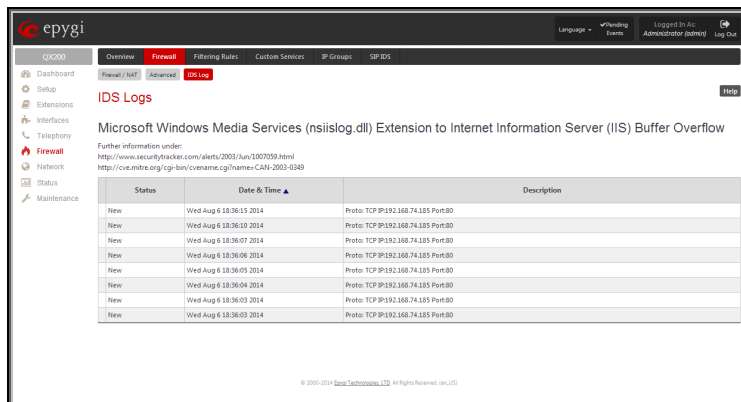 epygi
Language
Pending Events
Logged In As:
Administrator (admin)
Log Out
QX200
Overview Firewall Filtering Rules Custom Services IP Groups SIP IDS
Dashboard
Setup
Extensions
Interfaces
Telephony
Firewall
Network
Status
Maintenance
Firewall / NAT Advanced IDS Log
IDS Logs
Help
Microsoft Windows Media Services (nsiislog.dll) Extension to Internet Information Server (IIS) Buffer Overflow
Further information under:
http://www.securitytracker.com/alerts/2003/Jun/1007059.html
http://cve.mitre.org/cgi-bin/cvename.cgi?name=CAN-2003-0349
Status Date & Time Description
New Wed Aug 6 18:36:15 2014 Proto: TCP IP:192.168.74.185 Port:80
New Wed Aug 6 18:36:10 2014 Proto: TCP IP:192.168.74.185 Port:80
New Wed Aug 6 18:36:07 2014 Proto: TCP IP:192.168.74.185 Port:80
New Wed Aug 6 18:36:06 2014 Proto: TCP IP:192.168.74.185 Port:80
New Wed Aug 6 18:36:05 2014 Proto: TCP IP:192.168.74.185 Port:80
New Wed Aug 6 18:36:04 2014 Proto: TCP IP:192.168.74.185 Port:80
New Wed Aug 6 18:36:03 2014 Proto: TCP IP:192.168.74.185 Port:80
New Wed Aug 6 18:36:03 2014 Proto: TCP IP:192.168.74.185 Port:80
© 2000-2014 Epygi Technologies, LTD. All Rights Reserved. (en_US)